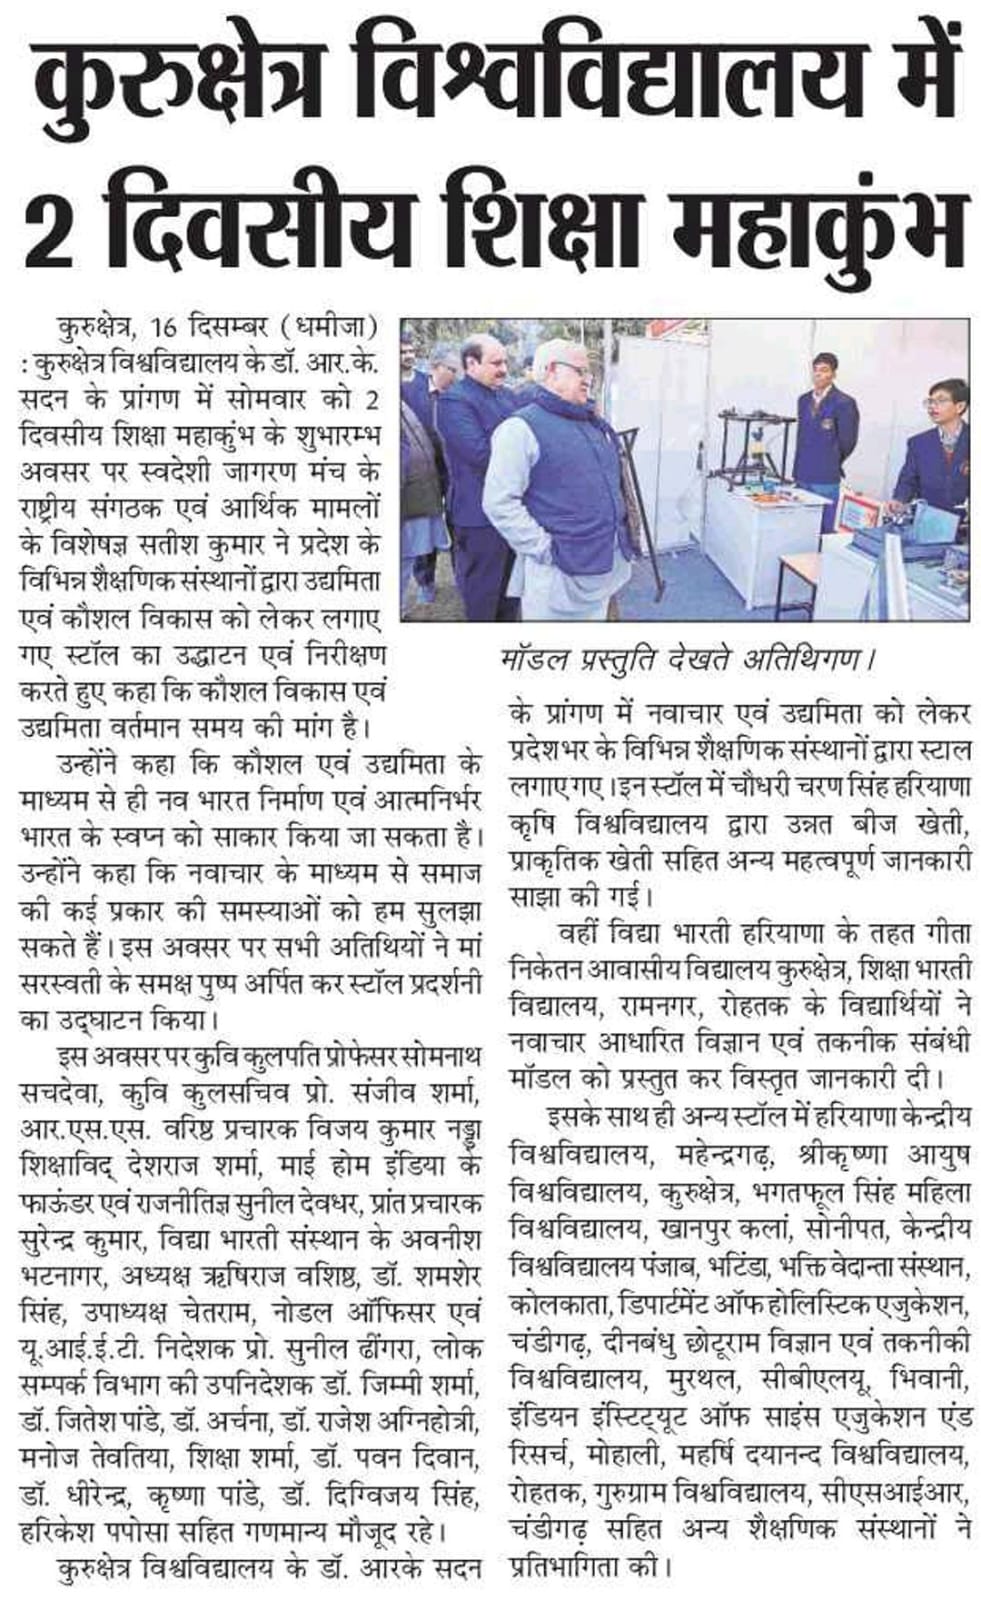 कुरुक्षेत्र विश्वविद्यालय में
2 दिवसीय शिक्षा महाकुंभ
कुरुक्षेत्र, 16 दिसम्बर (धमीजा)
: कुरुक्षेत्र विश्वविद्यालय के डॉ. आर.के.
सदन के प्रांगण में सोमवार को 2
दिवसीय शिक्षा महाकुंभ के शुभारम्भ
अवसर पर स्वदेशी जागरण मंच के
राष्ट्रीय संगठक एवं आर्थिक मामलों
के विशेषज्ञ सतीश कुमार ने प्रदेश के
विभिन्न शैक्षणिक संस्थानों द्वारा उद्यमिता
एवं कौशल विकास को लेकर लगाए
गए स्टॉल का उद्घाटन एवं निरीक्षण
करते हुए कहा कि कौशल विकास एवं
उद्यमिता वर्तमान समय की मांग है।
उन्होंने कहा कि कौशल एवं उद्यमिता के
माध्यम से ही नव भारत निर्माण एवं आत्मनिर्भर
भारत के स्वप्न को साकार किया जा सकता है।
उन्होंने कहा कि नवाचार के माध्यम से समाज
की कई प्रकार की समस्याओं को हम सुलझा
सकते हैं। इस अवसर पर सभी अतिथियों ने मां
सरस्वती के समक्ष पुष्प अर्पित कर स्टॉल प्रदर्शनी
का उद्‌घाटन किया।
इस अवसर पर कुवि कुलपति प्रोफेसर सोमनाथ
सचदेवा, कुवि कुलसचिव प्रो. संजीव शर्मा,
आर.एस.एस. वरिष्ठ प्रचारक विजय कुमार नड्डा
शिक्षाविद् देशराज शर्मा, माई होम इंडिया के
फाऊंडर एवं राजनीतिज्ञ सुनील देवधर, प्रांत प्रचारक
सुरेन्द्र कुमार, विद्या भारती संस्थान के अवनीश
भटनागर, अध्यक्ष ऋषिराज वशिष्ठ, डॉ. शमशेर
सिंह, उपाध्यक्ष चेतराम, नोडल ऑफिसर एवं
यू.आई.ई.टी. निदेशक प्रो. सुनील ढींगरा, लोक
सम्पर्क विभाग की उपनिदेशक डॉ. जिम्मी शर्मा,
डॉ. जितेश पांडे, डॉ. अर्चना, डॉ. राजेश अग्निहोत्री,
मनोज तेवतिया, शिक्षा शर्मा, डॉ. पवन दिवान,
डॉ. धीरेन्द्र, कृष्णा पांडे, डॉ. दिग्विजय सिंह,
हरिकेश पपोसा सहित गणमान्य मौजूद रहे।
कुरुक्षेत्र विश्वविद्यालय के डॉ. आरके सदन
मॉडल प्रस्तुति देखते अतिथिगण।
के प्रांगण में नवाचार एवं उद्यमिता को लेकर
प्रदेशभर के विभिन्न शैक्षणिक संस्थानों द्वारा स्टाल
लगाए गए। इन स्टॉल में चौधरी चरण सिंह हरियाणा
कृषि विश्वविद्यालय द्वारा उन्नत बीज खेती,
प्राकृतिक खेती सहित अन्य महत्वपूर्ण जानकारी
साझा की गई।
वहीं विद्या भारती हरियाणा के तहत गीता
निकेतन आवासीय विद्यालय कुरुक्षेत्र, शिक्षा भारती
विद्यालय, रामनगर, रोहतक के विद्यार्थियों ने
नवाचार आधारित विज्ञान एवं तकनीक संबंधी
मॉडल को प्रस्तुत कर विस्तृत जानकारी दी।
इसके साथ ही अन्य स्टॉल में हरियाणा केन्द्रीय
विश्वविद्यालय, महेन्द्रगढ़, श्रीकृष्णा आयुष
विश्वविद्यालय, कुरुक्षेत्र, भगतफूल सिंह महिला
विश्वविद्यालय, खानपुर कलां, सोनीपत, केन्द्रीय
विश्वविद्यालय पंजाब, भटिंडा, भक्ति वेदान्ता संस्थान,
कोलकाता, डिपार्टमेंट ऑफ होलिस्टिक एजुकेशन,
चंडीगढ़, दीनबंधु छोटूराम विज्ञान एवं तकनीकी
विश्वविद्यालय, मुरथल, सीबीएलयू, भिवानी,
इंडियन इंस्टिट्यूट ऑफ साइंस एजुकेशन एंड
रिसर्च, मोहाली, महर्षि दयानन्द विश्वविद्यालय,
रोहतक, गुरुग्राम विश्वविद्यालय, सीएसआईआर,
चंडीगढ़ सहित अन्य शैक्षणिक संस्थानों ने
प्रतिभागिता की।